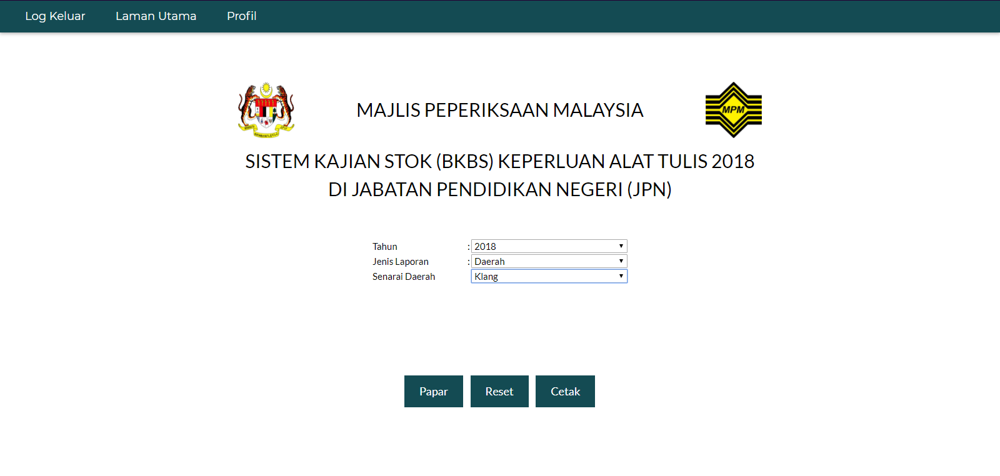 Log Keluar Laman Utama Profil
MAJLIS PEPERIKSAAN MALAYSIA
MPM
SISTEM KAJIAN STOK (BKBS) KEPERLUAN ALAT TULIS 2018
DI JABATAN PENDIDIKAN NEGERI (JPN)
Tahun : 2018
Jenis Laporan : Daerah
Senarai Daerah Klang
Papar Reset Cetak